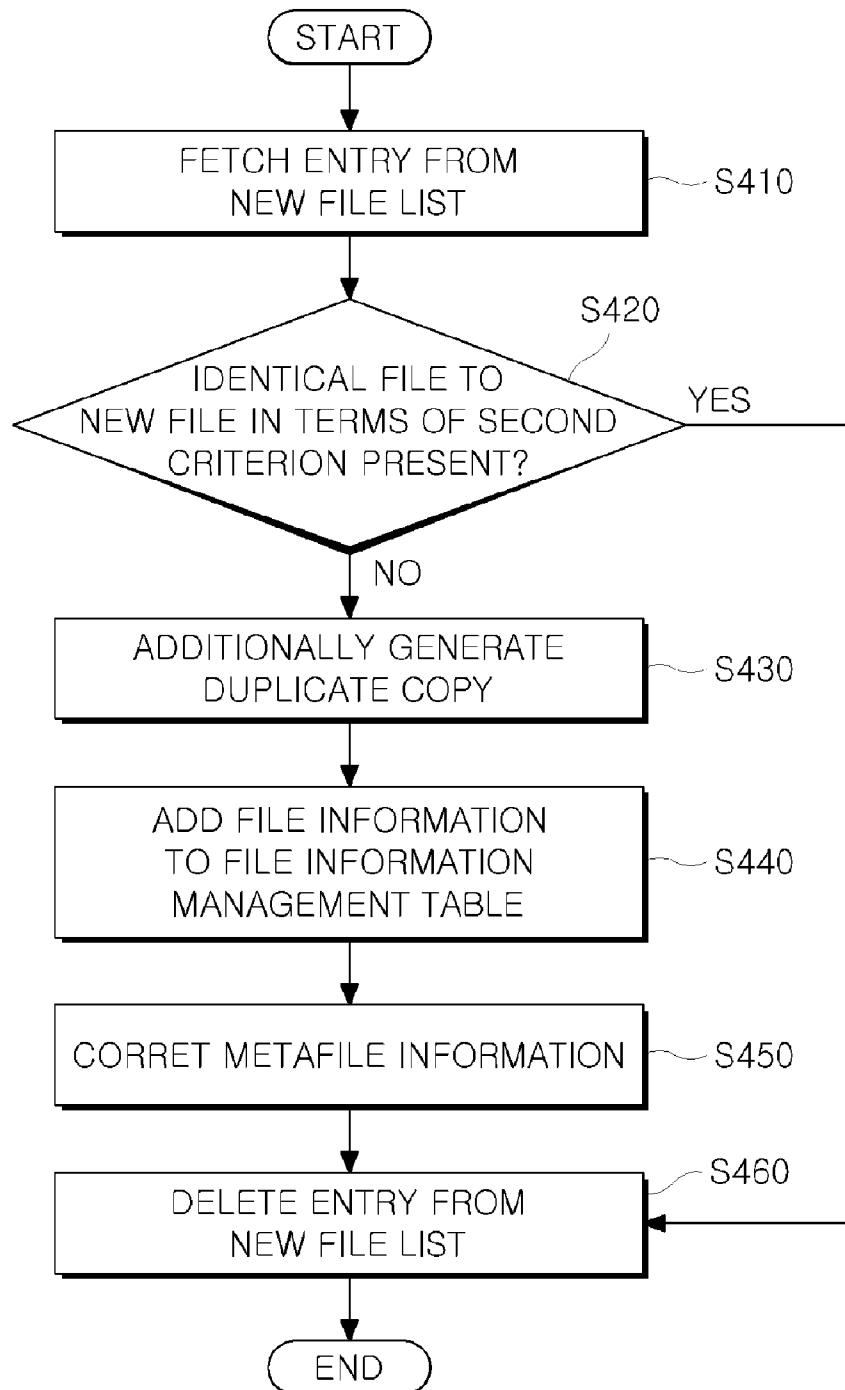 START
FETCH ENTRY FROM
NEW FILE LIST
S410
S420
IDENTICAL FILE TO
NEW FILE IN TERMS OF SECOND
CRITERION PRESENT?
YES
NO
ADDITIONALLY GENERATE
DUPLICATE COPY
S430
ADD FILE INFORMATION
TO FILE INFORMATION
MANAGEMENT TABLE
S440
CORRET METAFILE INFORMATION
S450
S460
DELETE ENTRY FROM
NEW FILE LIST
END